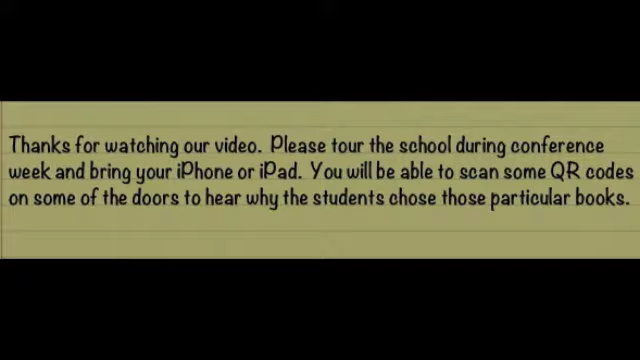 Thanks for watching our video.  Please tour the school during conference
week and bring your iPhone or iPad.  You will be able to scan some QR codes
on some of the doors to hear why the students chose those particular books.